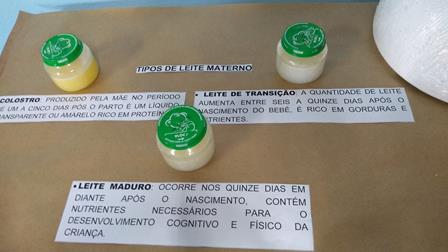 TIPOS DE LEITE MATERNO
COLOSTRO: PRODUZIDO PELA MÃE NO PERÍODO
E UM A CINCO DIAS PÓS O PARTO É UM LÍQUIDO
RANSPARENTE OU AMARELO RICO EM PROTEÍN
• LEITE DE TRANSIÇÃO: A QUANTIDADE DE LEITE
AUMENTA ENTRE SEIS A QUINZE DIAS APÓS O
NASCIMENTO DO BEBÊ. É RICO EM GORDURAS E
NUTRIENTES.
• LEITE MADURO: OCORRE NOS QUINZE DIAS EM
DIANTE APÓS O NASCIMENTO, CONTÉM
NUTRIENTES NECESSÁRIOS PARA O
DESENVOLVIMENTO COGNITIVO E FÍSICO DA
CRIANÇA.